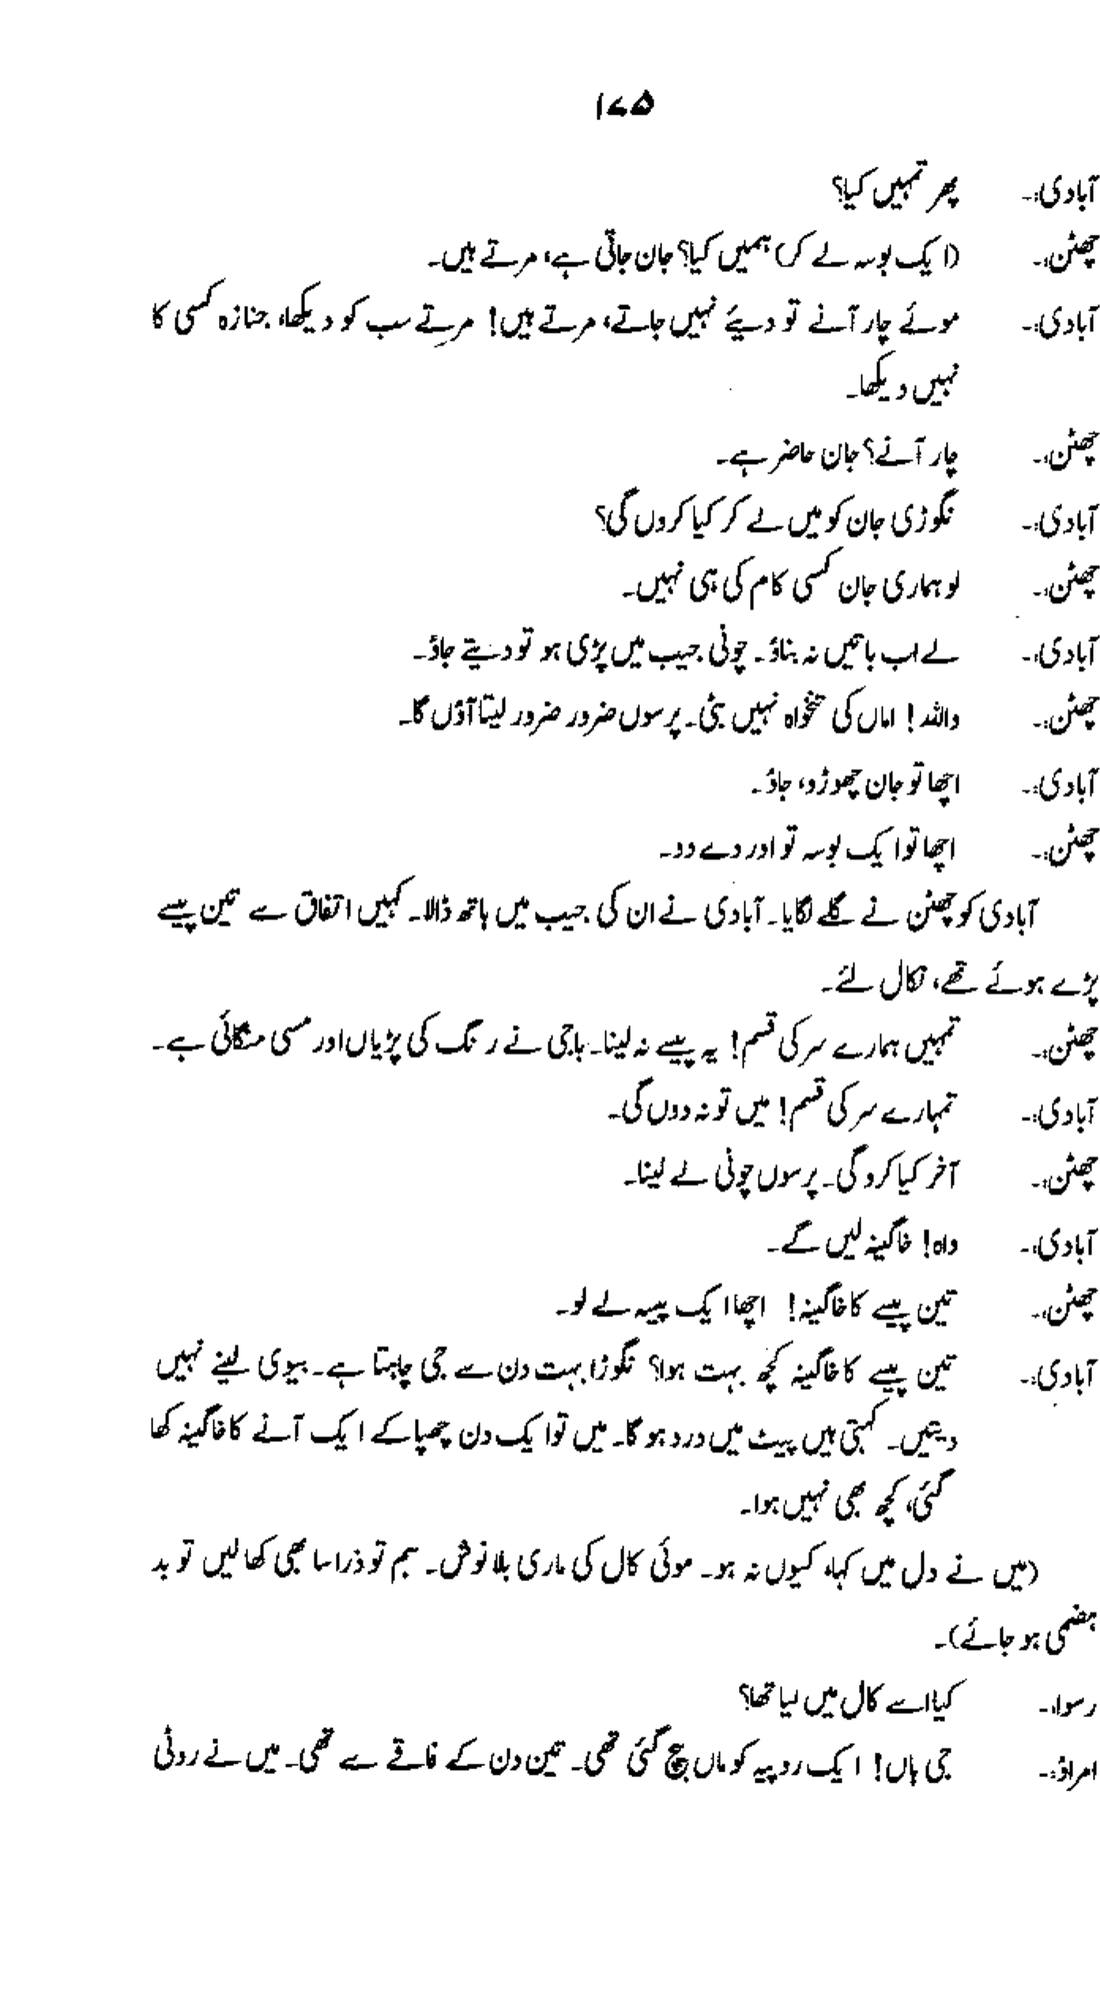 ۱۷۵
آبادی:۔ پھر تمہیں کیا؟
چھٹن:۔ (ایک بوسہ لے کر) ہمیں کیا؟ جان جاتی ہے، مرتے ہیں۔
آبادی:۔ موئے چار آنے تو دیئے نہیں جاتے، مرتے ہیں! مرتے سب کو دیکھا، جنازہ کسی کا
نہیں دیکھا۔
چھٹن:۔ چار آنے؟ جان حاضر ہے۔
آبادی:۔ نگوڑی جان کو میں لے کر کیا کروں گی؟
چھٹن:۔ لو ہماری جان کسی کام کی ہی نہیں۔
آبادی:۔ لے اب باتیں نہ بناؤ۔ چونی جیب میں پڑی ہو تو دیتے جاؤ۔
چھٹن:۔ واللہ! اماں کی تنخواہ نہیں بٹی۔ پرسوں ضرور ضرور لیتا آؤں گا۔
آبادی:۔ اچھا تو جان چھوڑو، جاؤ۔
چھٹن:۔ اچھا تو ایک بوسہ تو اور دے دو۔
آبادی کو چھٹن نے گلے لگایا۔ آبادی نے ان کی جیب میں ہاتھ ڈالا۔ کہیں اتفاق سے تین پیسے
پڑے ہوئے تھے، نکال لئے۔
چھٹن:۔ تمہیں ہمارے سر کی قسم! یہ پیسے نہ لینا۔ باجی نے رنگ کی پڑیاں اور مسی منگائی ہے۔
آبادی:۔ تمہارے سر کی قسم! میں تو نہ دوں گی۔
چھٹن:۔ آخر کیا کرو گی۔ پرسوں چونی لے لینا۔
آبادی:۔ واہ! خاگینہ لیں گے۔
چھٹن:۔ تین پیسے کا خاگینہ! اچھا ایک پیسہ لے لو۔
آبادی:۔ تین پیسے کا خاگینہ کچھ بہت ہوا؟ نگوڑا بہت دن سے جی چاہتا ہے۔ بیوی لینے نہیں
دیتیں۔ کہتی ہیں پیٹ میں درد ہو گا۔ میں تو ایک دن چھپا کے ایک آنے کا خاگینہ کھا
گئی، کچھ بھی نہیں ہوا۔
(میں نے دل میں کہا، کیوں نہ ہو۔ موئی کال کی ماری بلا نوش۔ ہم تو ذرا سا بھی کھا لیں تو بد
ہضمی ہو جائے)۔
رسوا:۔ کیا اسے کال میں لیا تھا؟
امراؤ:۔ جی ہاں! ایک روپیہ کو ماں بیچ گئی تھی۔ تین دن کے فاقے سے تھی۔ میں نے روٹی